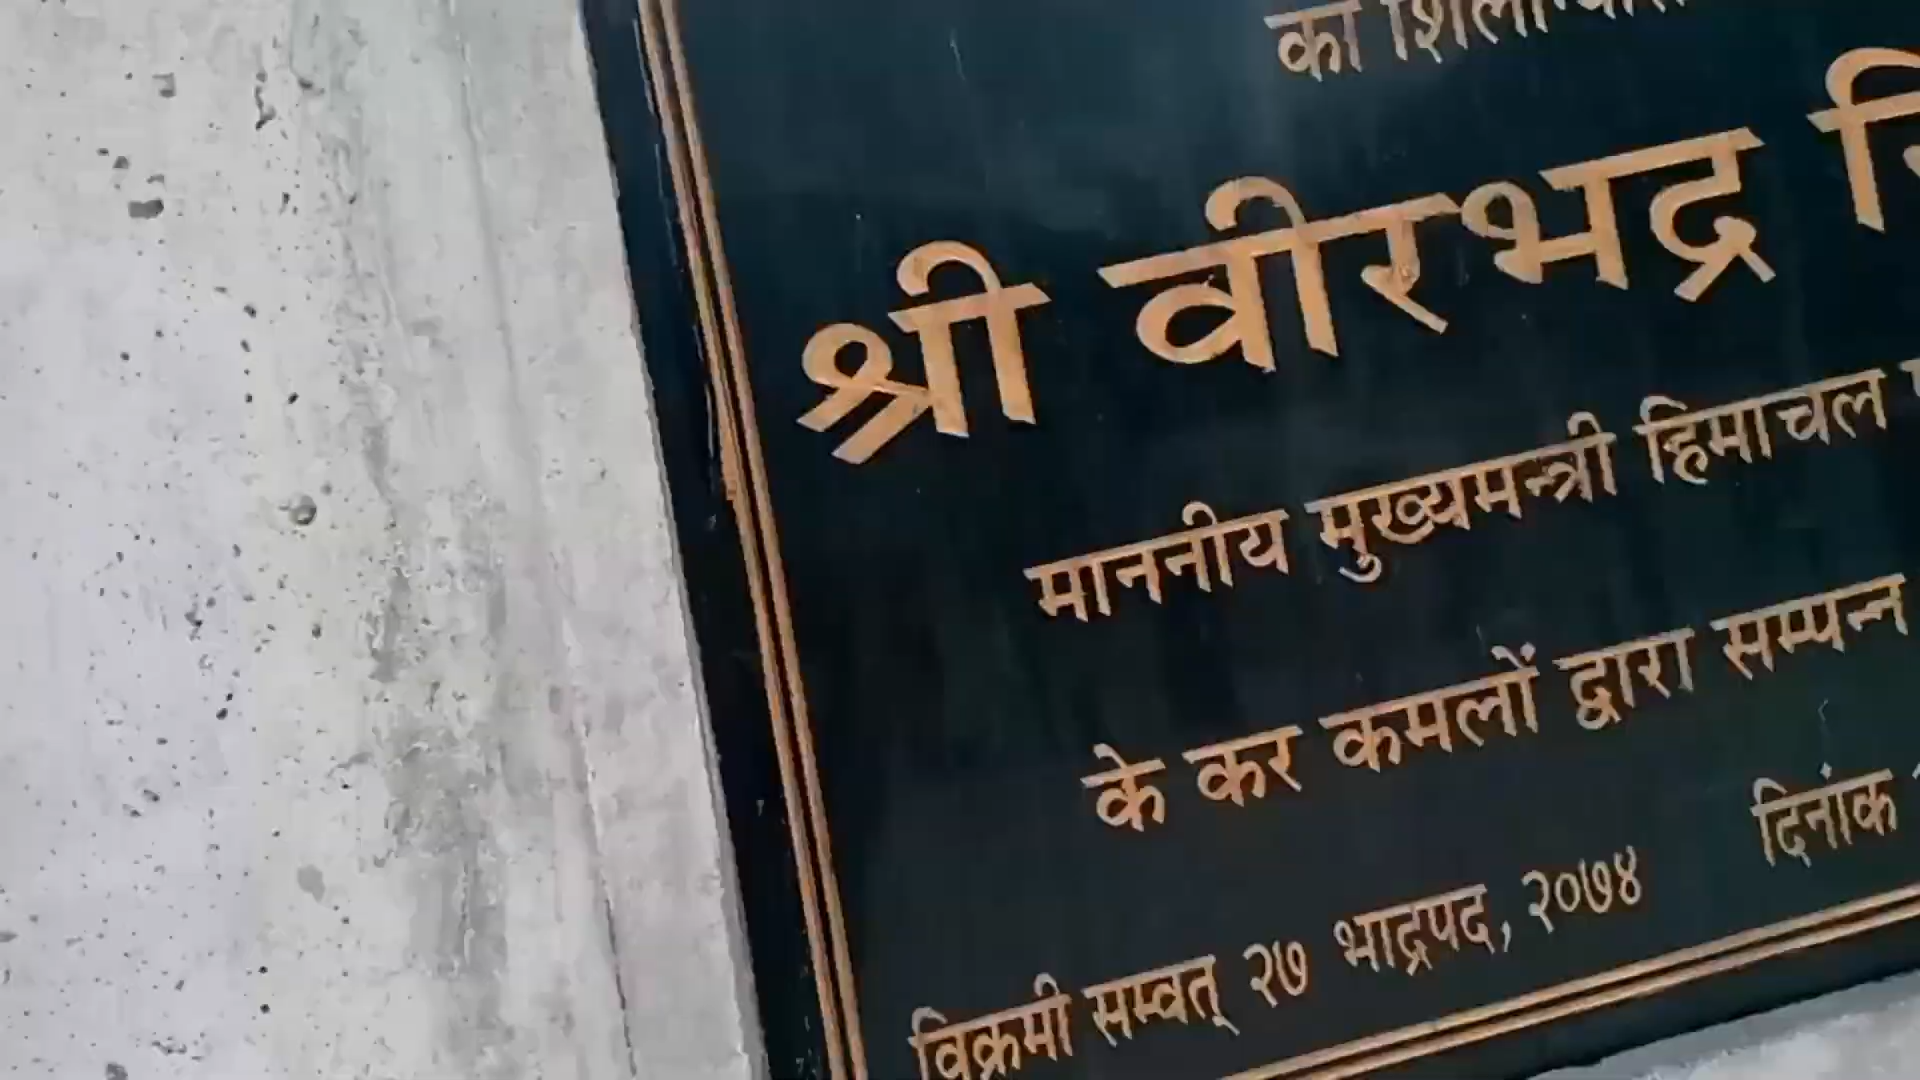 का शिलान्यास
श्री वीरभद्र
माननीय मुख्यमन्त्री हिमाचल
के कर कमलों द्वारा सम्पन्न
विक्रमी सम्वत् २७ भाद्रपद, २०७४ दिनांक